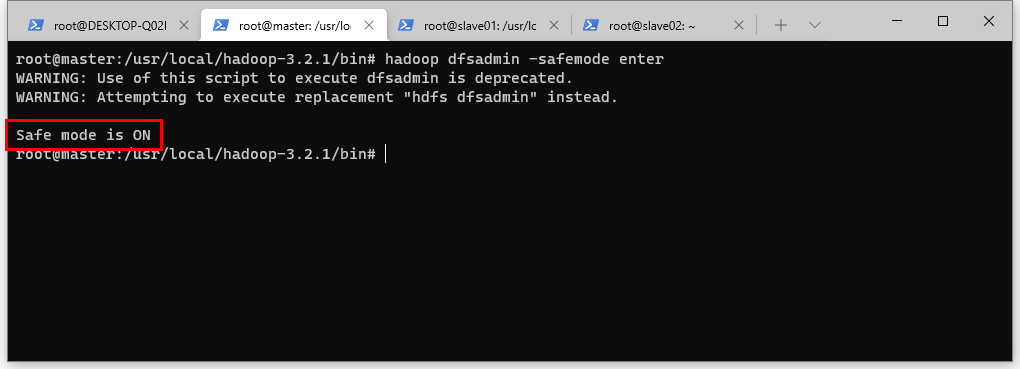 root@DESKTOP-Q02I
root@master: /usr/lo
root@slave01: /usr/lc
root@slave02: ~
root@master:/usr/local/hadoop-3.2.1/bin# hadoop dfsadmin -safemode enter
WARNING: Use of this script to execute dfsadmin is deprecated.
WARNING: Attempting to execute replacement "hdfs dfsadmin" instead.
Safe mode is ON
root@master:/usr/local/hadoop-3.2.1/bin#